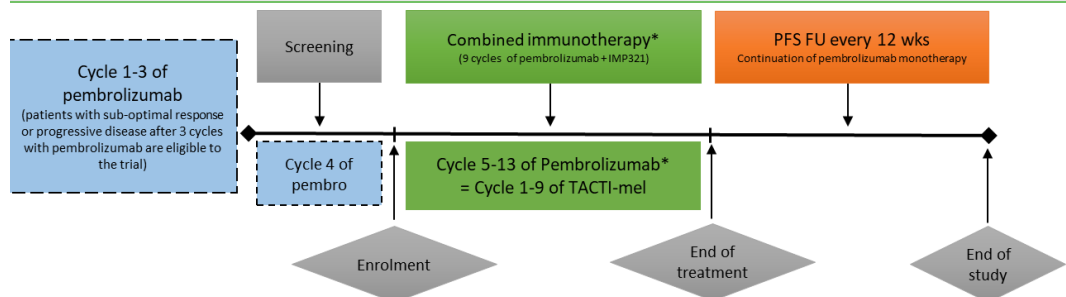 Cycle 1-3 of
pembrolizumab
(patients with sub-optimal response
or progressive disease after 3 cycles
with pembrolizumab are eligible to
the trial)
Screening
Combined immunotherapy*
(9 cycles of pembrolizumab + IMP321)
PFS FU every 12 wks
Continuation of pembrolizumab monotherapy
Cycle 4 of
pembro
Cycle 5-13 of Pembrolizumab*
= Cycle 1-9 of TACTI-mel
Enrolment
End of
treatment
End of
study